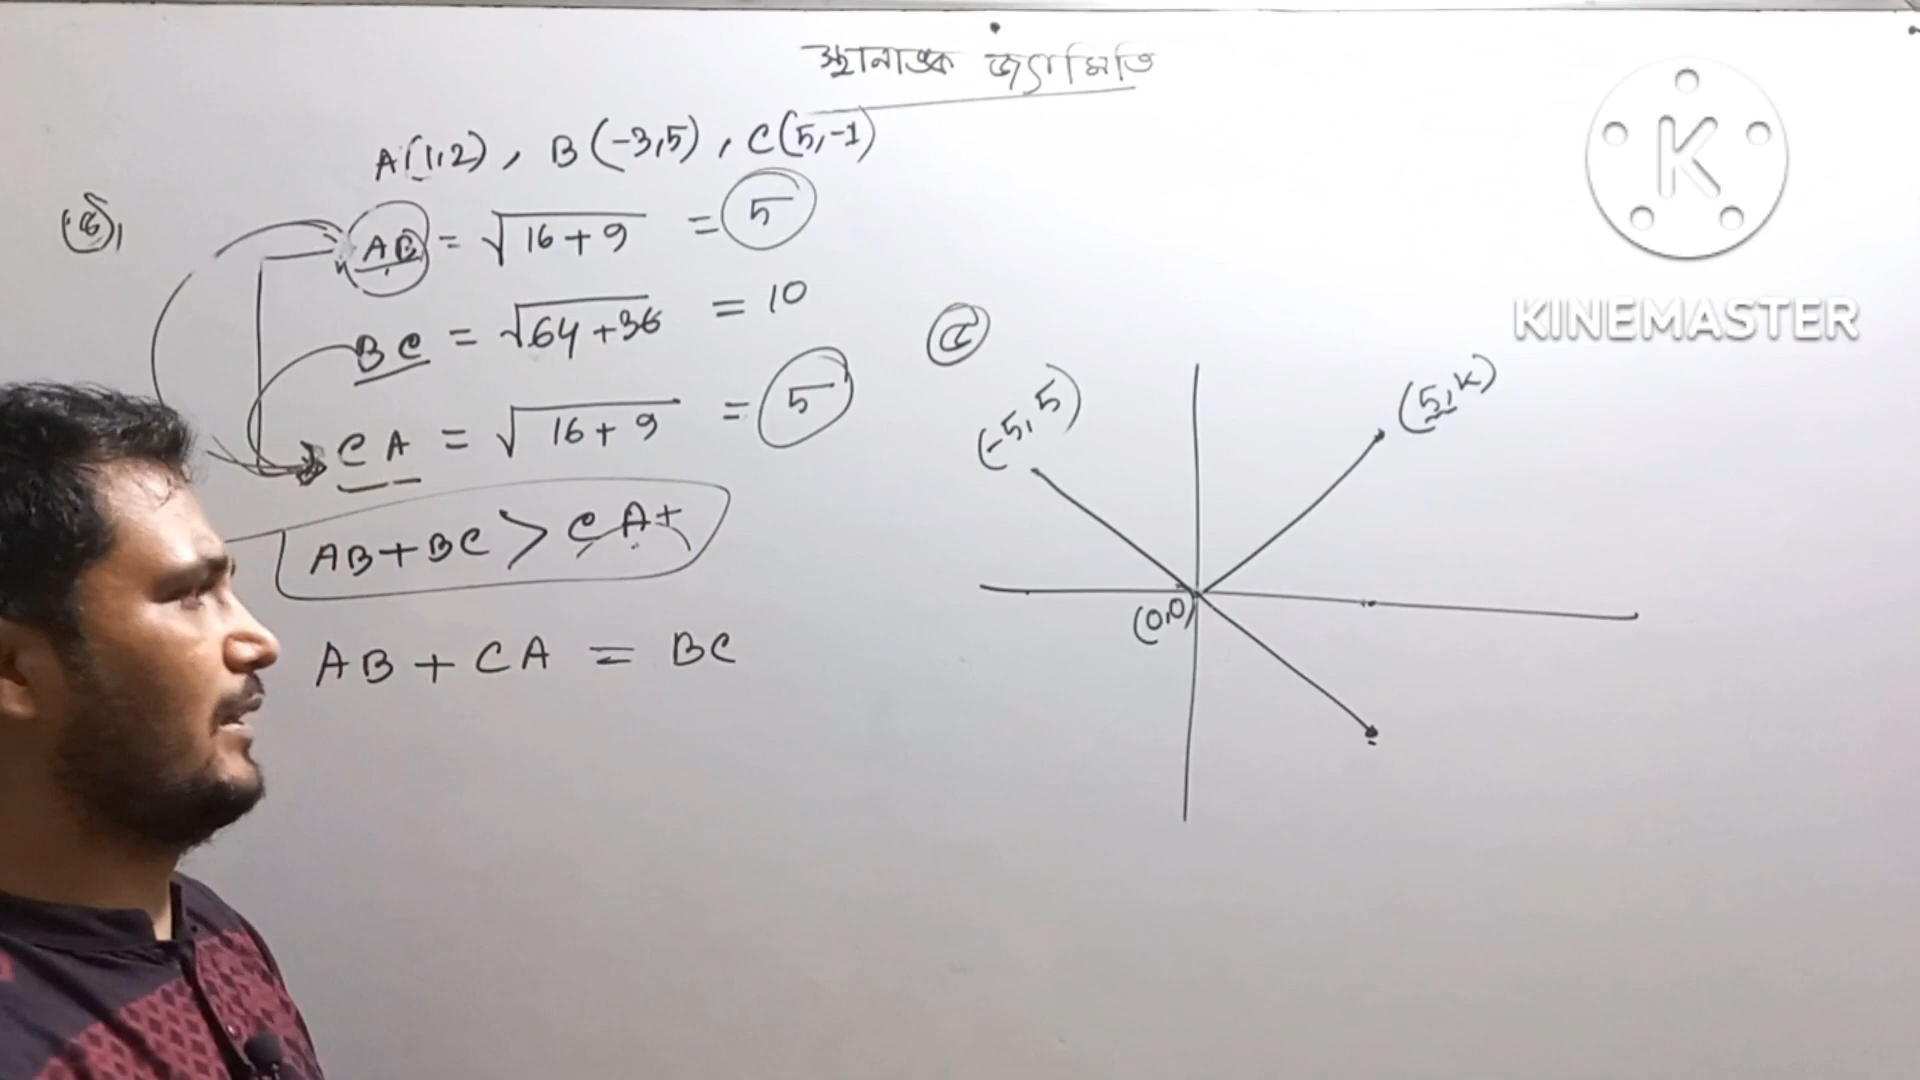 স্থানাঙ্ক জ্যামিতি
A(1,2), B(-3,5), C(5,-1)
AB = √16+9 = 5
BC = √64+36 = 10
CA = √16+9 = 5
AB+BC > CA+
AB + CA = BC
(-5,5)
(5,k)
(0,0)
K
KINEMASTER